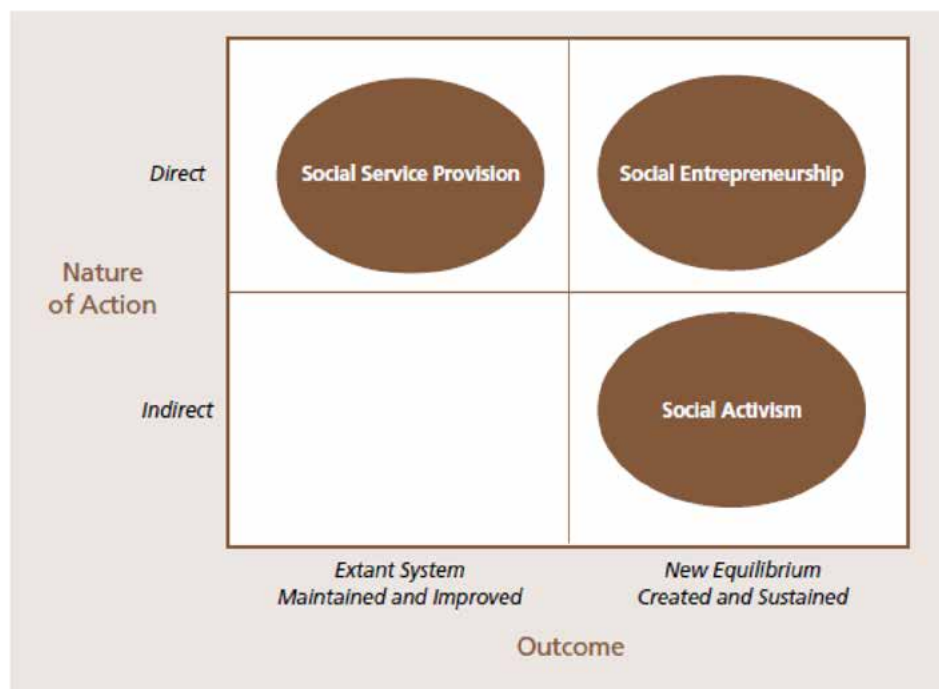 Direct
Social Service Provision
Social Entrepreneurship
Nature
of Action
Indirect
Social Activism
Extant System
Maintained and Improved
New Equilibrium
Created and Sustained
Outcome